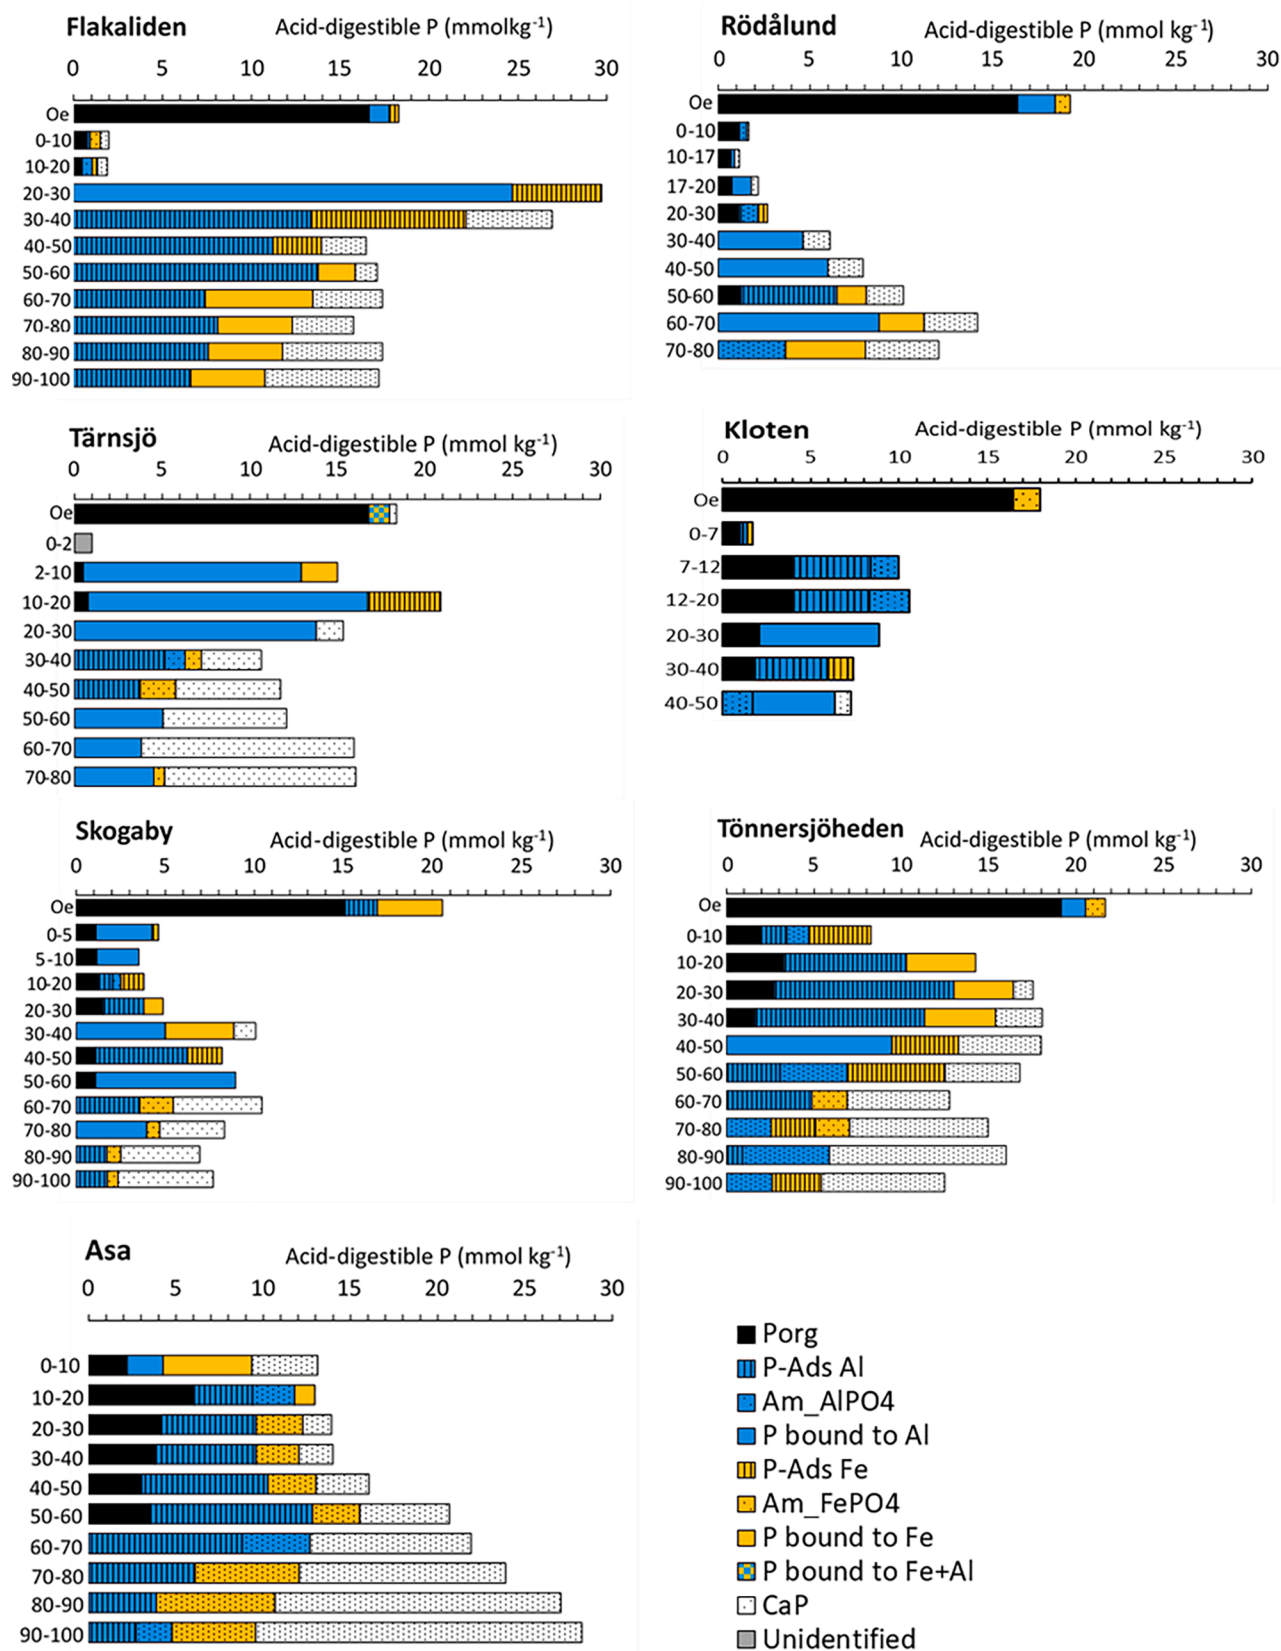 Flakaliden
Acid-digestible P (mmolkg-1)
0 5 10 15 20 25 30
Oe
0-10
10-20
20-30
30-40
40-50
50-60
60-70
70-80
80-90
90-100
Rödålund
Acid-digestible P (mmol kg-1)
0 5 10 15 20 25 30
Oe
0-10
10-17
17-20
20-30
30-40
40-50
50-60
60-70
70-80
Tärnsjö
Acid-digestible P (mmol kg-1)
0 5 10 15 20 25 30
Oe
0-2
2-10
10-20
20-30
30-40
40-50
50-60
60-70
70-80
Kloten
Acid-digestible P (mmol kg-1)
0 5 10 15 20 25 30
Oe
0-7
7-12
12-20
20-30
30-40
40-50
Skogaby
Acid-digestible P (mmol kg-1)
0 5 10 15 20 25 30
Oe
0-5
5-10
10-20
20-30
30-40
40-50
50-60
60-70
70-80
80-90
90-100
Tönnersjöheden
Acid-digestible P (mmol kg-1)
0 5 10 15 20 25 30
Oe
0-10
10-20
20-30
30-40
40-50
50-60
60-70
70-80
80-90
90-100
Asa
Acid-digestible P (mmol kg-1)
0 5 10 15 20 25 30
0-10
10-20
20-30
30-40
40-50
50-60
60-70
70-80
80-90
90-100
Porg
P-Ads Al
Am_AlPO4
P bound to Al
P-Ads Fe
Am_FePO4
P bound to Fe
P bound to Fe+Al
CaP
Unidentified